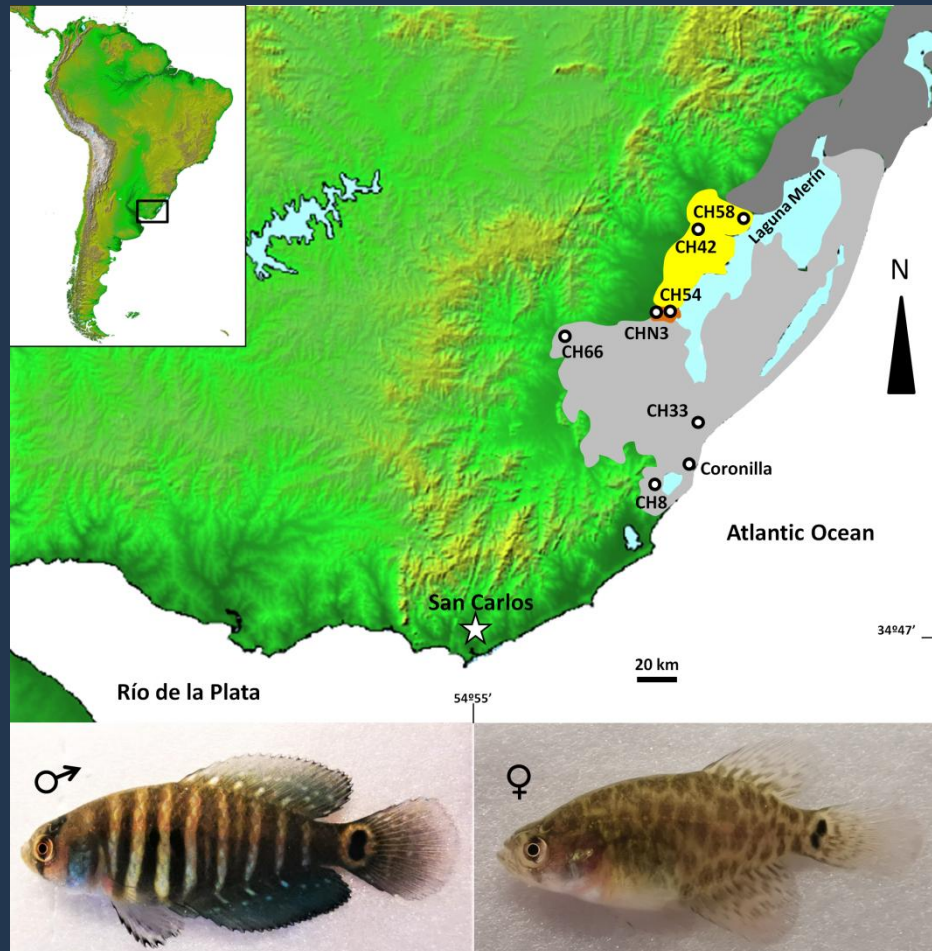 CH58
Laguna Merín
CH42
CH54
N
CHN3
CH66
CH33
Coronilla
CH8
Atlantic Ocean
San Carlos
34º47'
20 km
Río de la Plata
54º55'
♂
♀